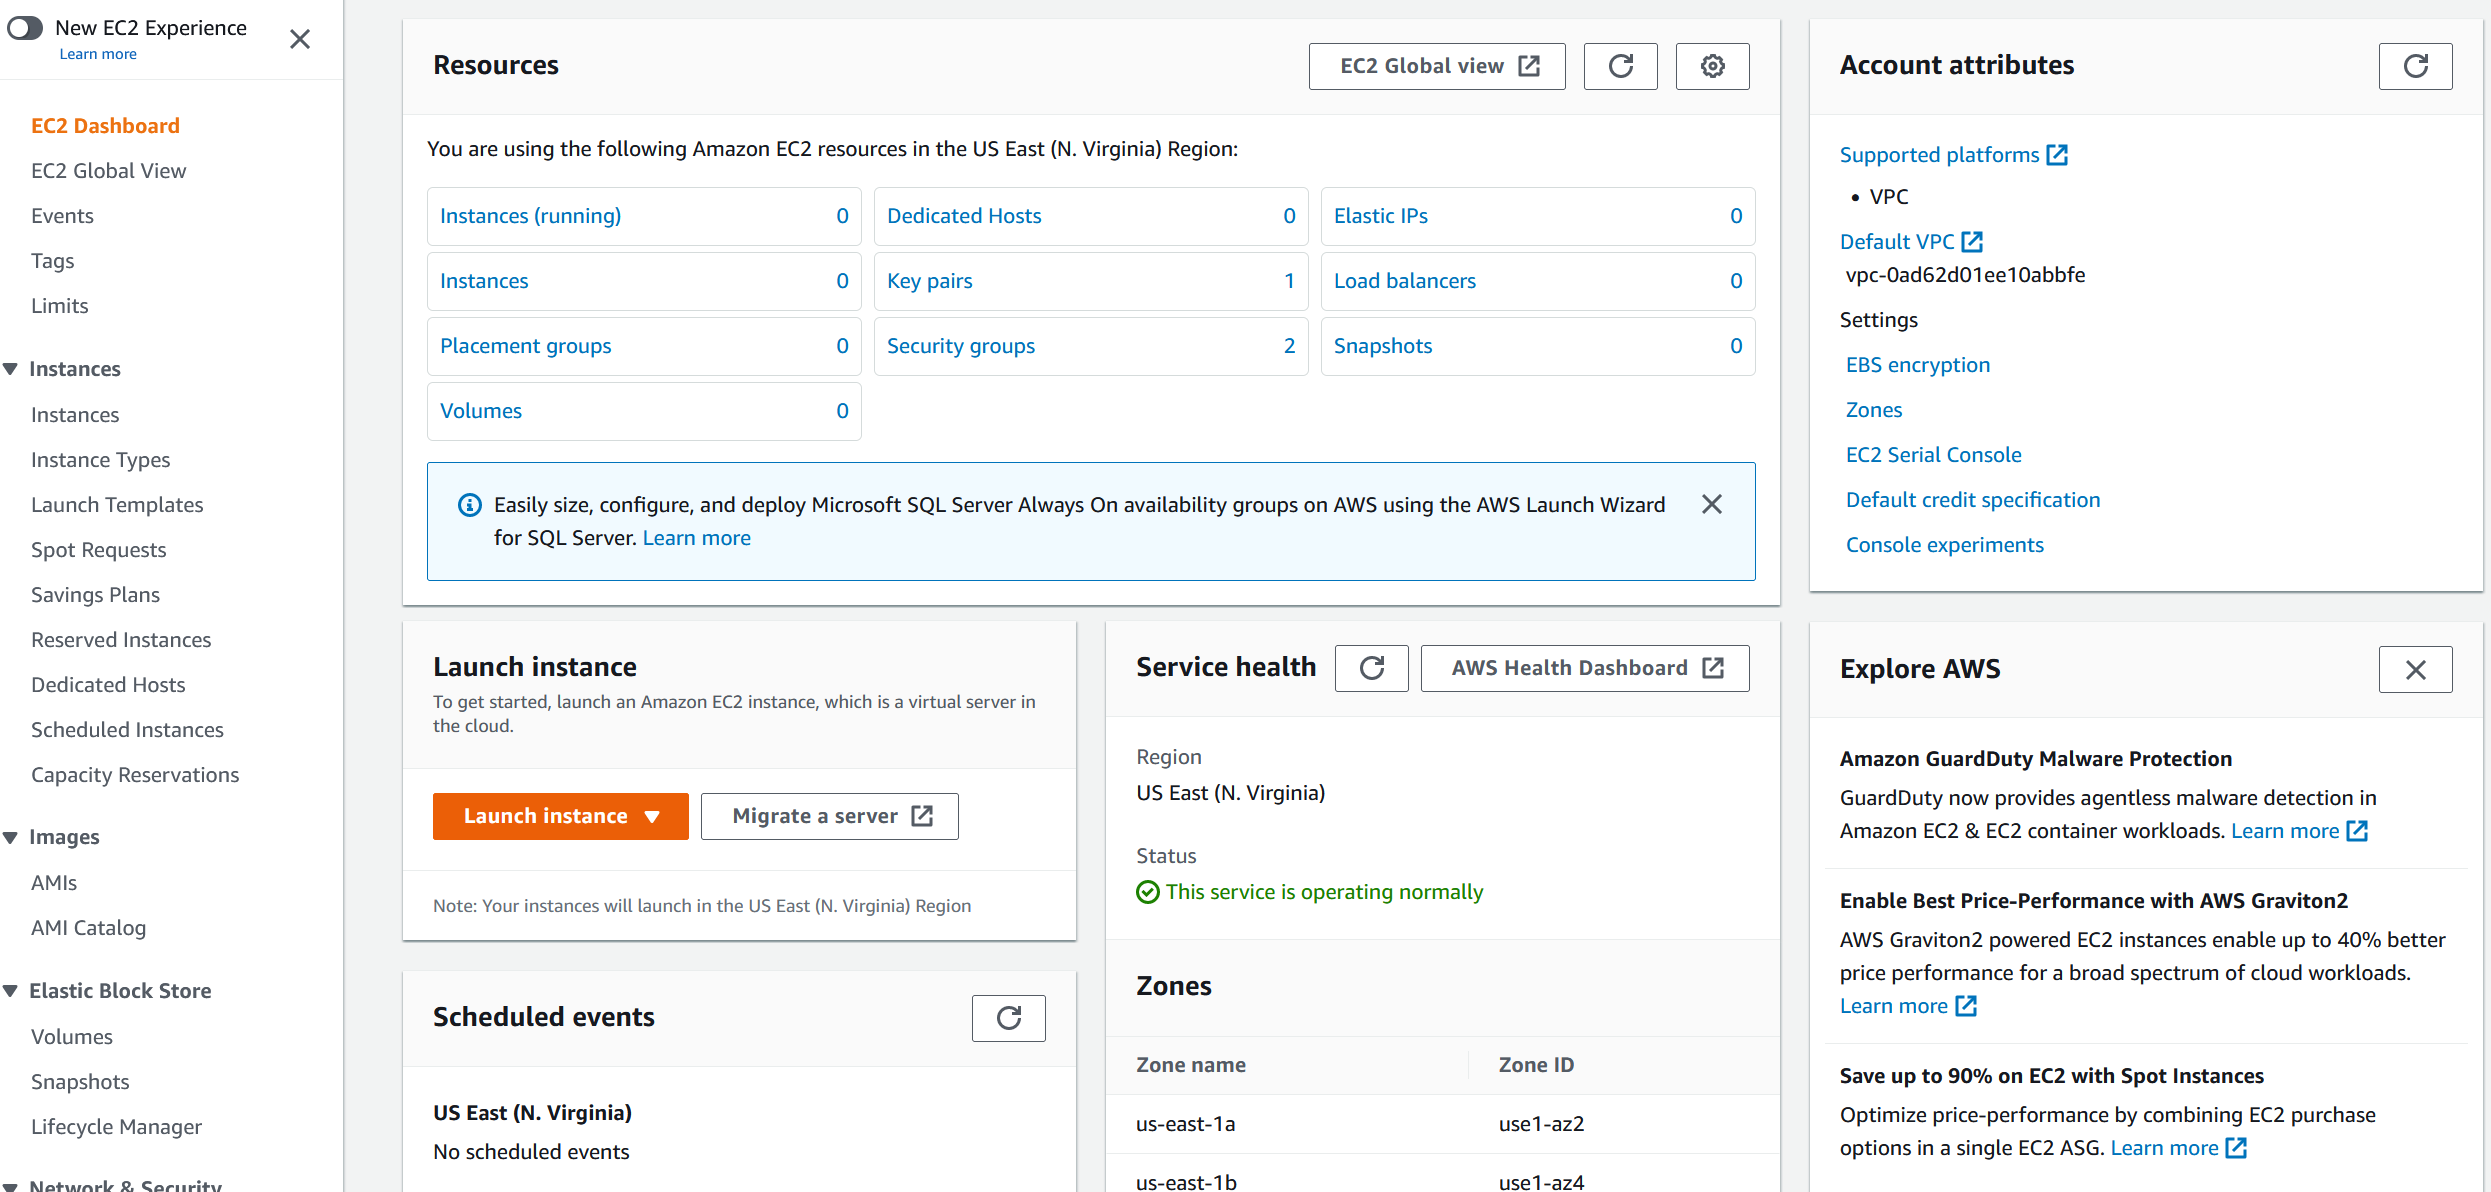 New EC2 Experience
Learn more
EC2 Dashboard
EC2 Global View
Events
Tags
Limits
Instances
Instances
Instance Types
Launch Templates
Spot Requests
Savings Plans
Reserved Instances
Dedicated Hosts
Scheduled Instances
Capacity Reservations
Images
AMIs
AMI Catalog
Elastic Block Store
Volumes
Snapshots
Lifecycle Manager
Network & Security
Resources
EC2 Global view
You are using the following Amazon EC2 resources in the US East (N. Virginia) Region:
Instances (running) 0
Dedicated Hosts 0
Elastic IPs 0
Instances 0
Key pairs 1
Load balancers 0
Placement groups 0
Security groups 2
Snapshots 0
Volumes 0
Easily size, configure, and deploy Microsoft SQL Server Always On availability groups on AWS using the AWS Launch Wizard
for SQL Server. Learn more
Launch instance
To get started, launch an Amazon EC2 instance, which is a virtual server in
the cloud.
Launch instance
Migrate a server
Note: Your instances will launch in the US East (N. Virginia) Region
Scheduled events
US East (N. Virginia)
No scheduled events
Service health
AWS Health Dashboard
Region
US East (N. Virginia)
Status
This service is operating normally
Zones
Zone name Zone ID
us-east-1a use1-az2
us-east-1b use1-az4
Account attributes
Supported platforms
• VPC
Default VPC
vpc-0ad62d01ee10abbfe
Settings
EBS encryption
Zones
EC2 Serial Console
Default credit specification
Console experiments
Explore AWS
Amazon GuardDuty Malware Protection
GuardDuty now provides agentless malware detection in
Amazon EC2 & EC2 container workloads. Learn more
Enable Best Price-Performance with AWS Graviton2
AWS Graviton2 powered EC2 instances enable up to 40% better
price performance for a broad spectrum of cloud workloads.
Learn more
Save up to 90% on EC2 with Spot Instances
Optimize price-performance by combining EC2 purchase
options in a single EC2 ASG. Learn more